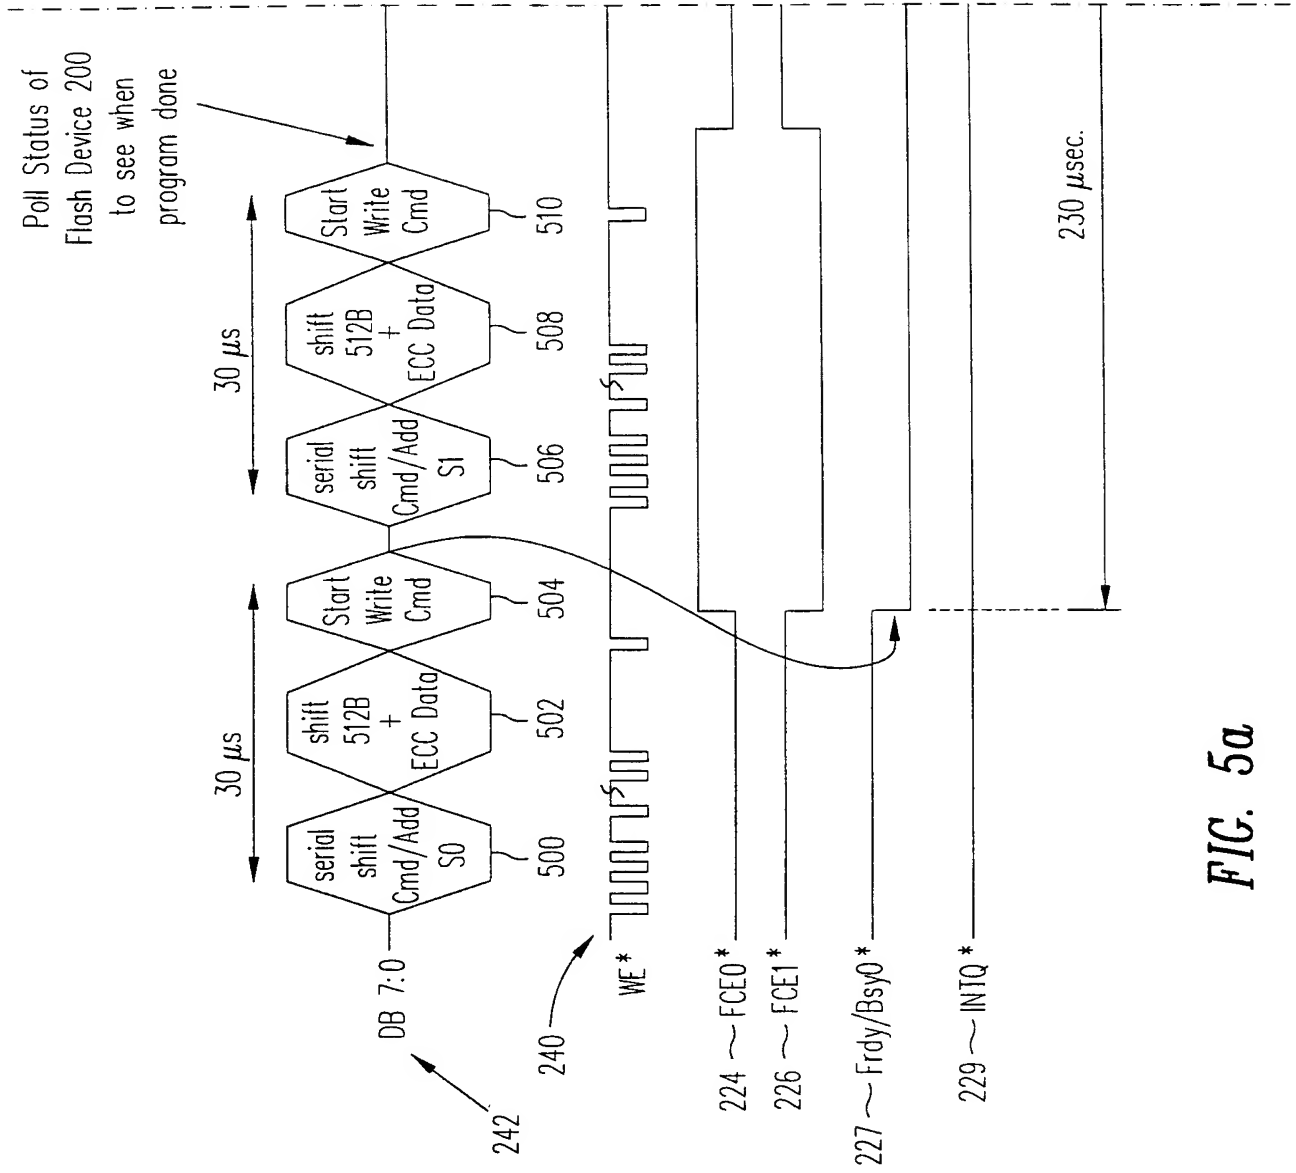 Poll Status of
Flash Device 200
to see when
program done
30 µs
30 µs
serial
shift
Cmd/Add
S0
shift
512B
+
ECC Data
Start
Write
Cmd
serial
shift
Cmd/Add
S1
shift
512B
+
ECC Data
Start
Write
Cmd
DB 7:0
500
502
504
506
508
510
242
240
WE*
224 ~ FCE0*
226 ~ FCE1*
227 ~ Frdy/Bsy0*
229 ~ INTQ*
230 µsec.
FIG. 5a